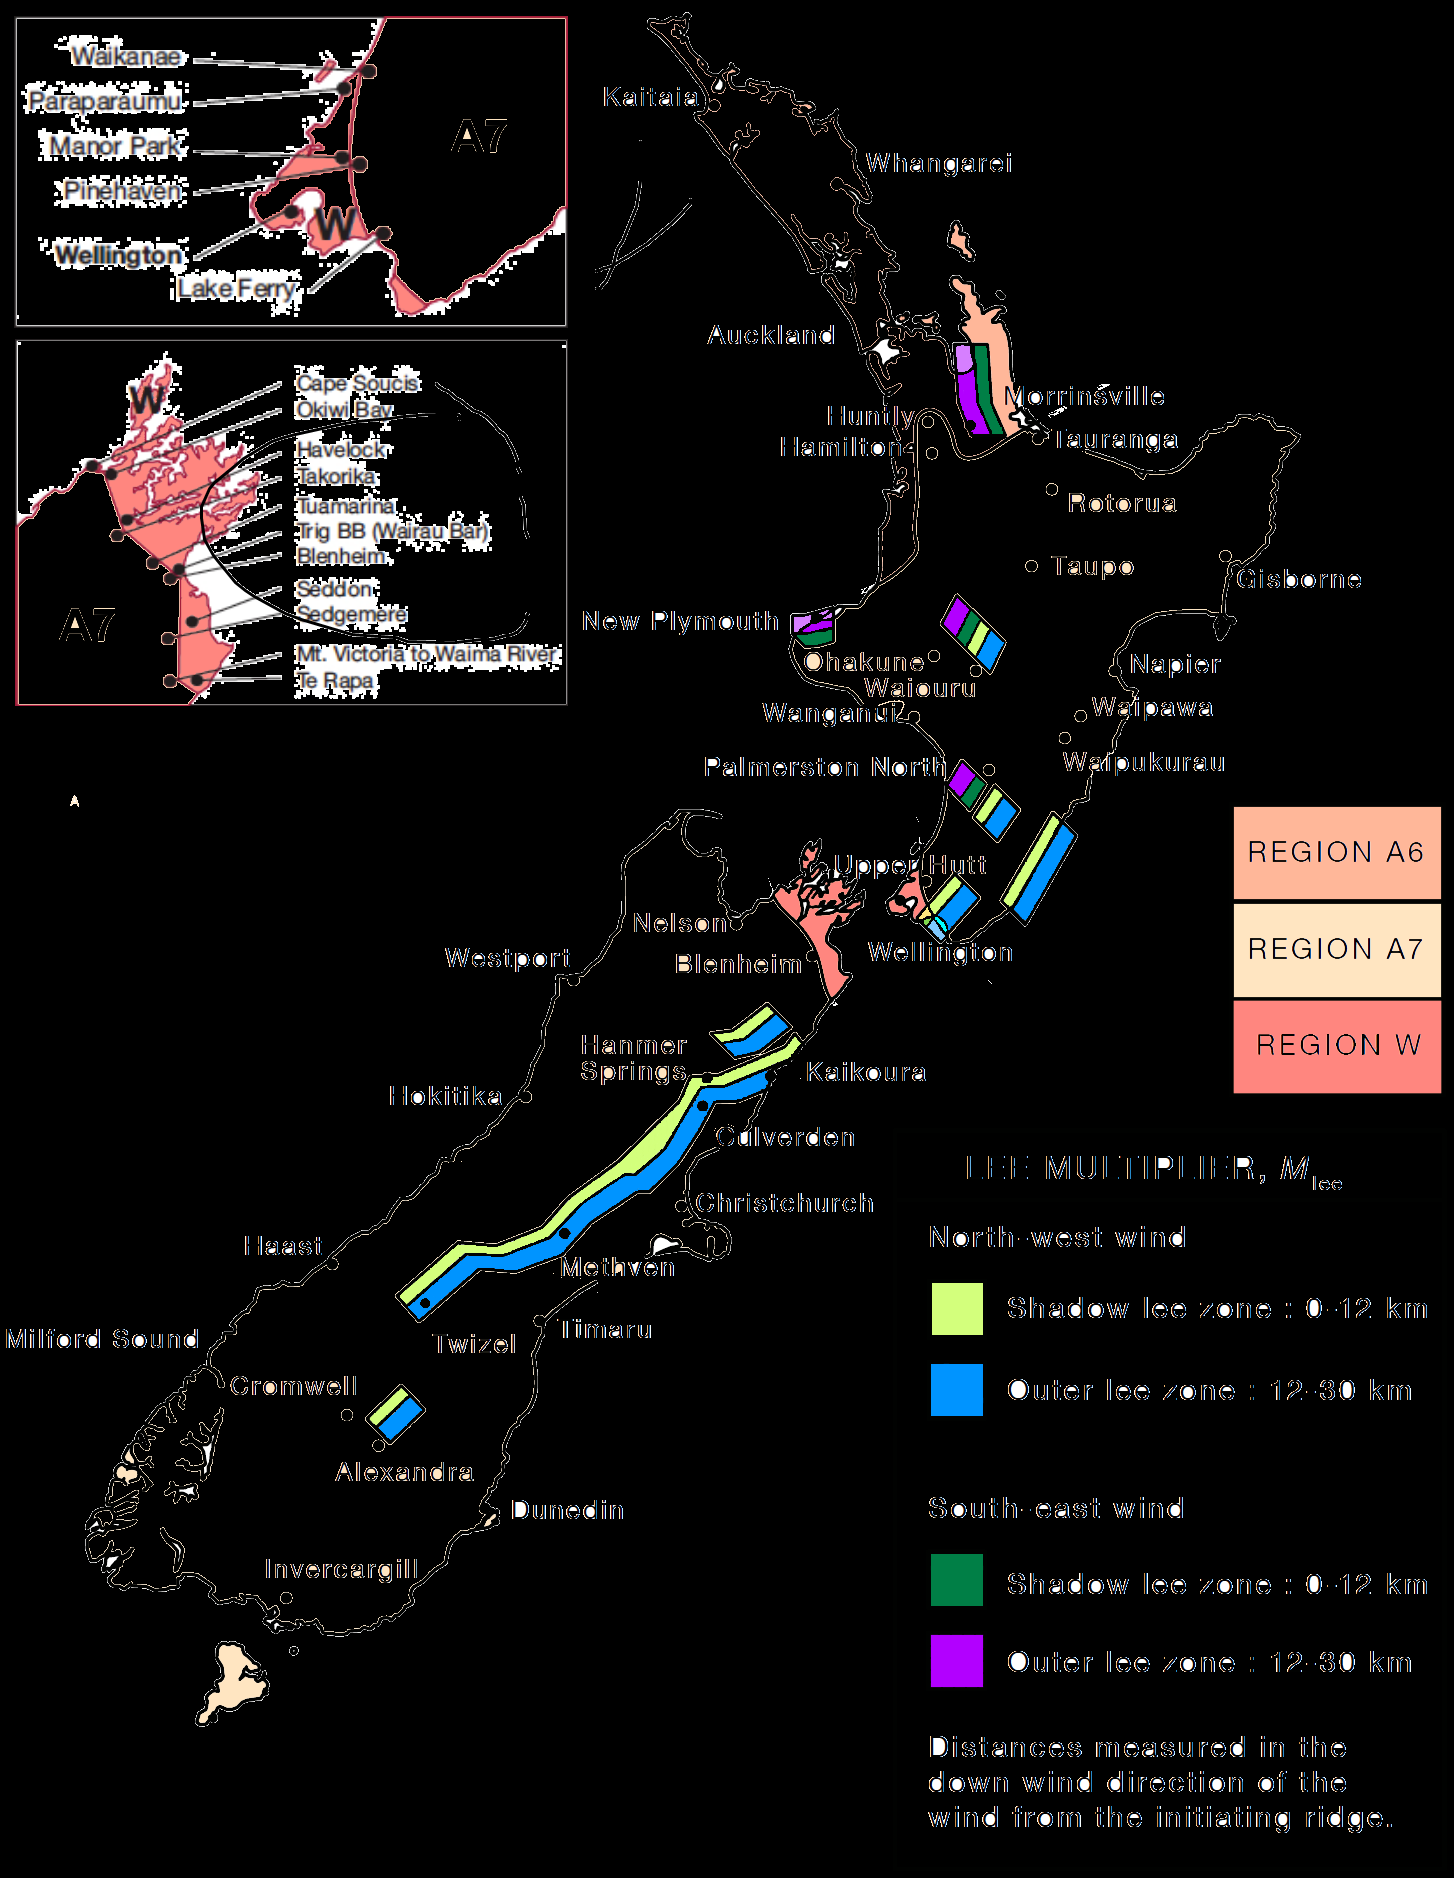 Waikanae
Paraparaumu
Manor Park
Pinehaven
Wellington
Lake Ferry
A7
W
W
Cape Soucis
Okiwi Bay
Havelock
Takorika
Tuamarina
Trig BB (Wairau Bar)
Blenheim
Seddon
Sedgemere
Mt. Victoria to Waima River
Te Rapa
A7
Kaitaia
Whangarei
Auckland
Morrinsville
Huntly
Tauranga
Hamilton
Rotorua
Taupo
Gisborne
New Plymouth
Ohakune
Napier
Waiouru
Wanganui
Waipawa
Waipukurau
Palmerston North
Upper Hutt
Nelson
Wellington
Westport
Blenheim
Hanmer
Springs
Kaikoura
Hokitika
Culverden
Christchurch
Haast
Methven
Timaru
Milford Sound
Twizel
Cromwell
Alexandra
Dunedin
Invercargill
REGION A6
REGION A7
REGION W
LEE MULTIPLIER, Mlee
North-west wind
Shadow lee zone : 0-12 km
Outer lee zone : 12-30 km
South-east wind
Shadow lee zone : 0-12 km
Outer lee zone : 12-30 km
Distances measured in the
down wind direction of the
wind from the initiating ridge.